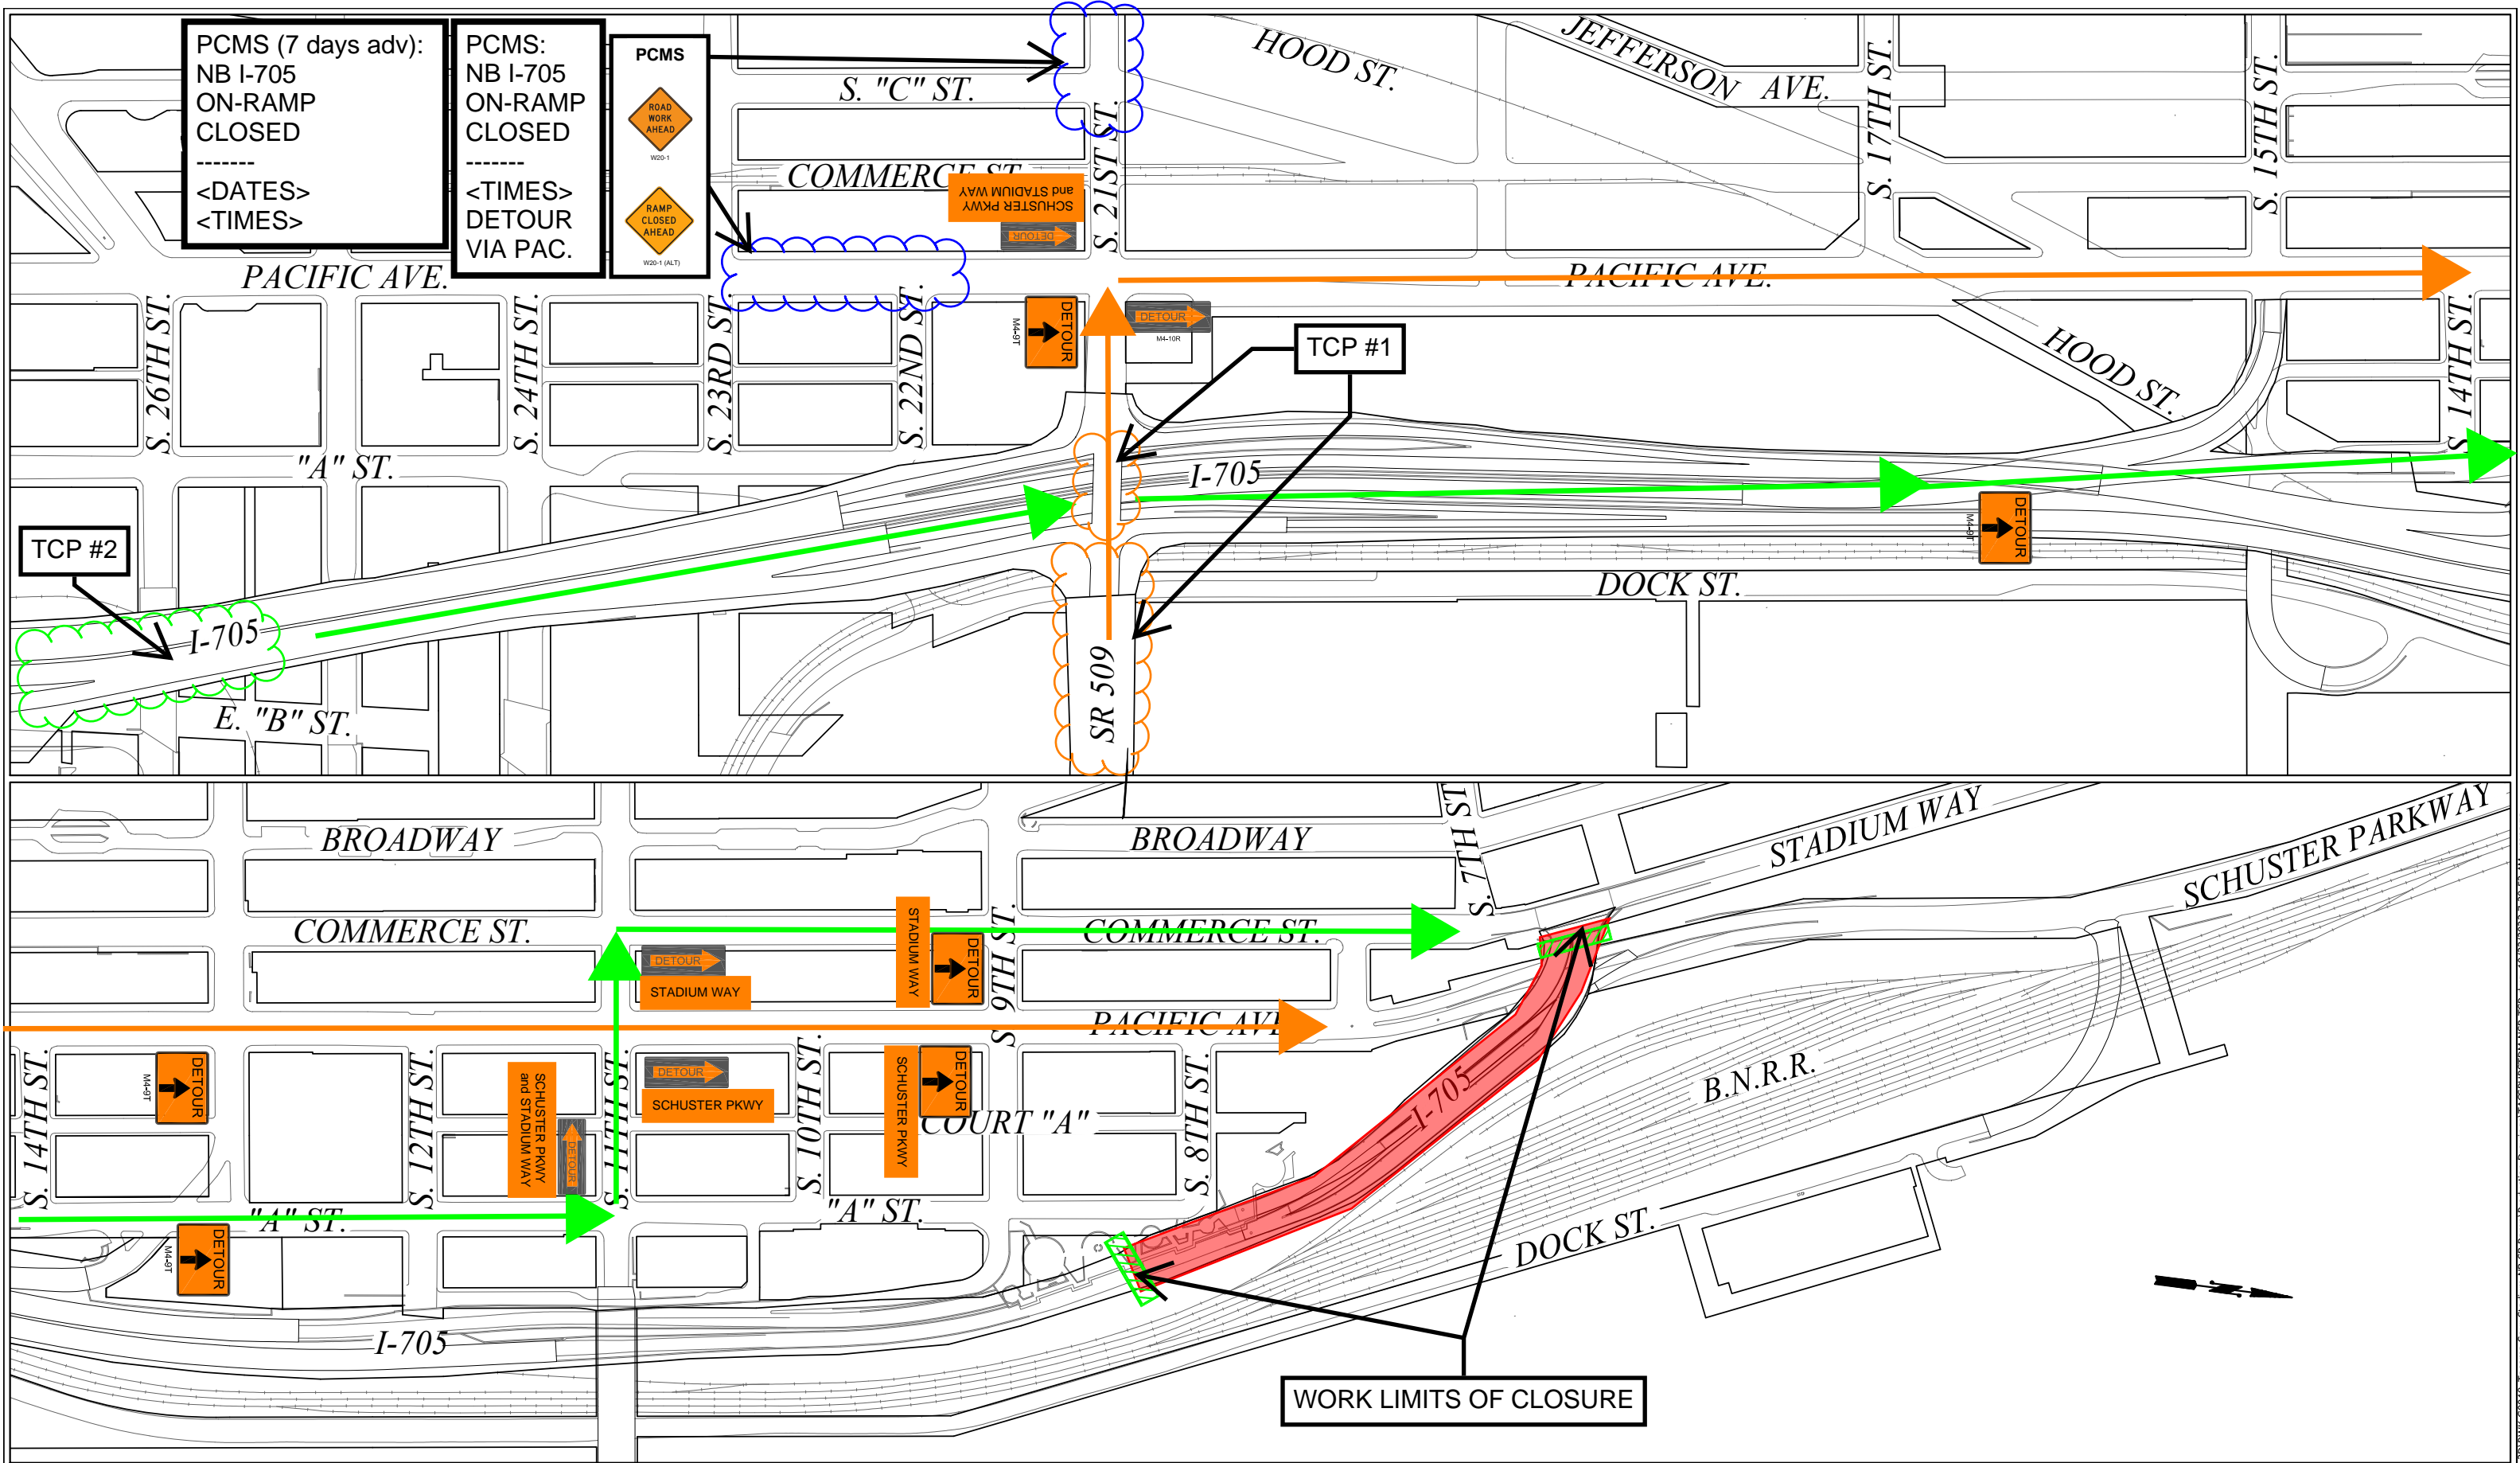 PCMS (7 days adv):
NB I-705
ON-RAMP
CLOSED
-------
<DATES>
<TIMES>
PCMS:
NB I-705
ON-RAMP
CLOSED
-------
<TIMES>
DETOUR
VIA PAC.
PCMS
ROAD
WORK
AHEAD
W20-1
RAMP
CLOSED
AHEAD
W20-1 (ALT)
S. "C" ST.
HOOD ST.
JEFFERSON AVE.
S. 17TH ST.
S. 15TH ST.
S. 21ST ST.
COMMERCE ST.
SCHUSTER PKWY
and STADIUM WAY
DETOUR
PACIFIC AVE.
PACIFIC AVE.
S. 26TH ST.
S. 24TH ST.
S. 23RD ST.
S. 22ND ST.
DETOUR
M4-9T
DETOUR
M4-10R
TCP #1
HOOD ST.
S. 14TH ST.
"A" ST.
I-705
DETOUR
M4-9T
TCP #2
I-705
E. "B" ST.
SR 509
DOCK ST.
BROADWAY
BROADWAY
S. 7TH ST.
STADIUM WAY
SCHUSTER PARKWAY
COMMERCE ST.
COMMERCE ST.
STADIUM WAY
DETOUR
S. 9TH ST.
DETOUR
STADIUM WAY
PACIFIC AVE
S. 14TH ST.
DETOUR
M4-9T
S. 12TH ST.
SCHUSTER PKWY
and STADIUM WAY
DETOUR
S. 11TH ST.
DETOUR
SCHUSTER PKWY
S. 10TH ST.
SCHUSTER PKWY
DETOUR
COURT "A"
S. 8TH ST.
I-705
B.N.R.R.
"A" ST.
"A" ST.
DETOUR
M4-9T
I-705
DOCK ST.
WORK LIMITS OF CLOSURE